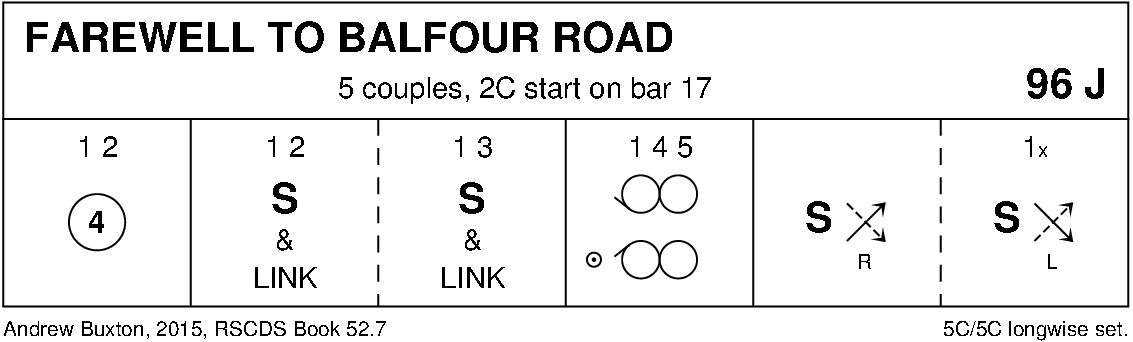 FAREWELL TO BALFOUR ROAD
5 couples, 2C start on bar 17
96 J
1 2
4
1 2
S
&
LINK
1 3
S
&
LINK
1 4 5
S
R
1x
S
L
Andrew Buxton, 2015, RSCDS Book 52.7
5C/5C longwise set.